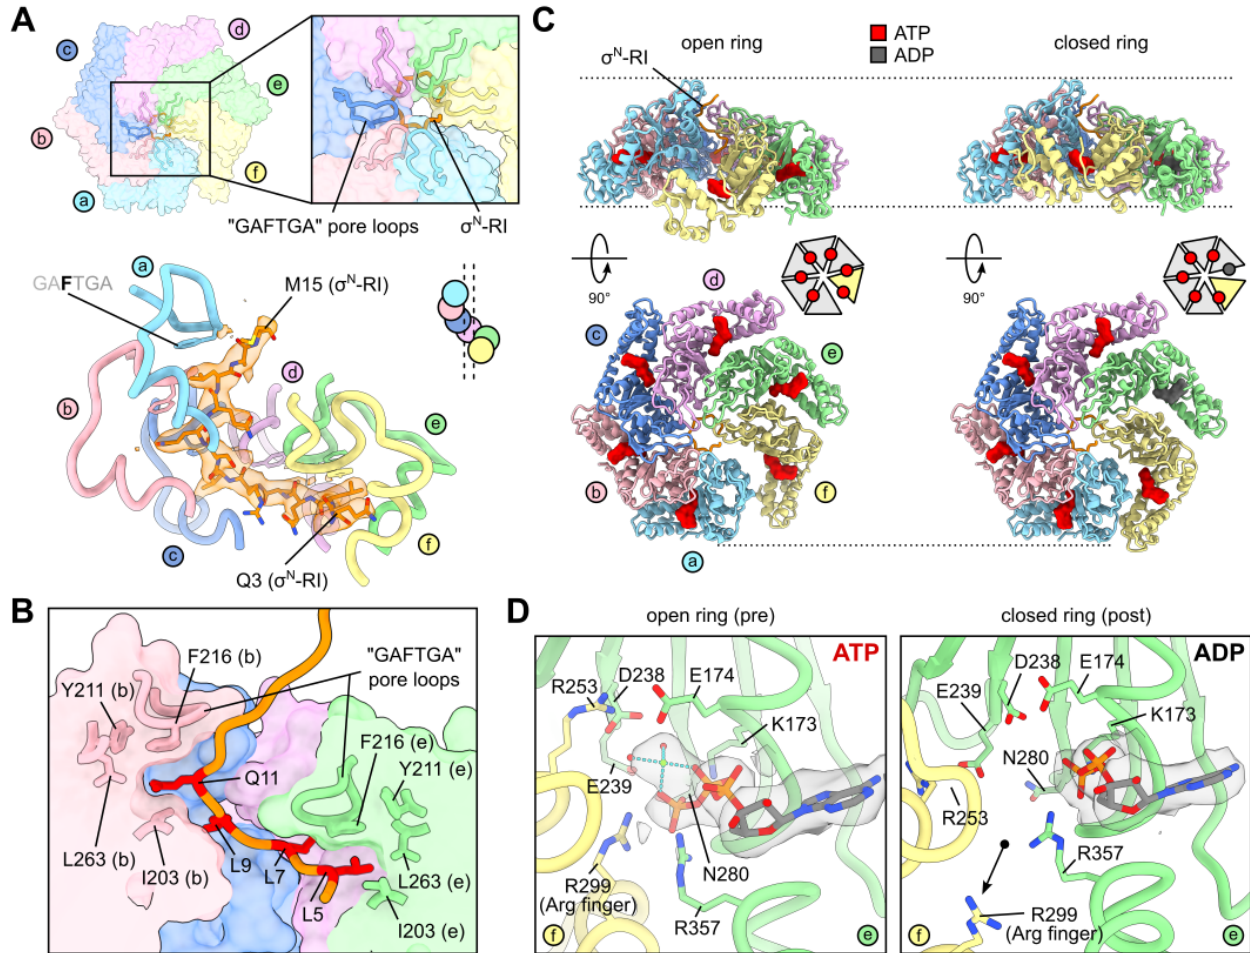 A
d
c
e
b
f
a
"GAFTGA" pore loops
σᴺ-RI
a
GAFTGA
M15 (σᴺ-RI)
d
b
e
c
f
Q3 (σᴺ-RI)
B
F216 (b)
"GAFTGA"
pore loops
Y211 (b)
F216 (e)
Y211 (e)
Q11
L263 (b)
I203 (b)
L9
L7
L5
L263 (e)
I203 (e)
C
open ring
ATP
ADP
closed ring
σᴺ-RI
90°
90°
d
c
e
b
f
a
D
open ring (pre)
closed ring (post)
ATP
D238
E174
R253
K173
E239
R299
(Arg finger)
N280
R357
f
e
ADP
D238
E174
E239
K173
N280
R253
R357
R299
(Arg finger)
f
e